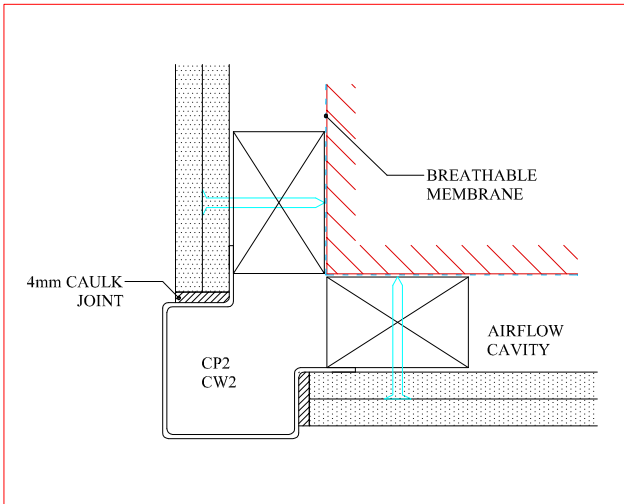 BREATHABLE
MEMBRANE
4mm CAULK
JOINT
AIRFLOW
CAVITY
CP2
CW2